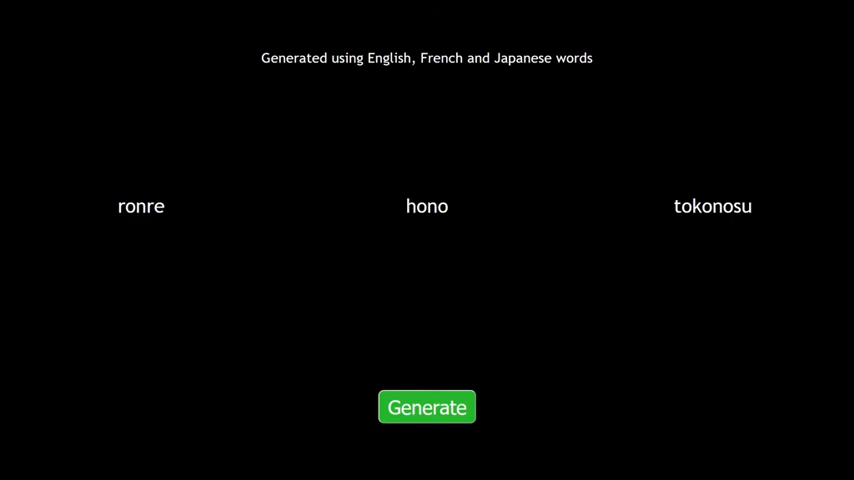 Generated using English, French and Japanese words
ronre hono tokonosu
Generate